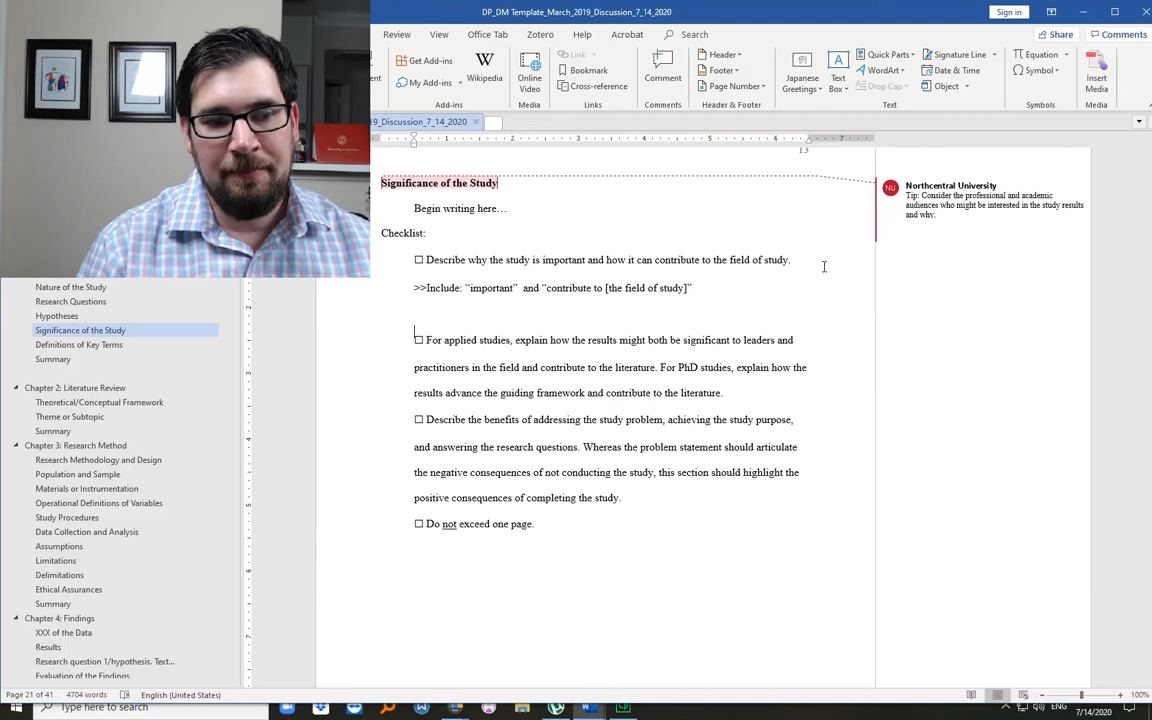 DP_DM Template_March_2019_Discussion_7_14_2020
Sign in
Review View Office Tab Zotero Help Acrobat Search
Share Comments
Get Add-ins
My Add-ins
Wikipedia
Online Video
Link
Bookmark
Cross-reference
Comment
Header
Footer
Page Number
Japanese Greetings
Text Box
Quick Parts
WordArt
Drop Cap
Signature Line
Date & Time
Object
Equation
Symbol
Insert Media
Add-ins Media Links Comments Header & Footer Text Symbols Media
19_Discussion_7_14_2020
1 2 3 4 5 6 7
13
Significance of the Study
Begin writing here…
Checklist:
☐ Describe why the study is important and how it can contribute to the field of study.
>>Include: “important”  and “contribute to [the field of study]”
☐ For applied studies, explain how the results might both be significant to leaders and
practitioners in the field and contribute to the literature. For PhD studies, explain how the
results advance the guiding framework and contribute to the literature.
☐ Describe the benefits of addressing the study problem, achieving the study purpose,
and answering the research questions. Whereas the problem statement should articulate
the negative consequences of not conducting the study, this section should highlight the
positive consequences of completing the study.
☐ Do not exceed one page.
NU
Northcentral University
Tip: Consider the professional and academic
audiences who might be interested in the study results
and why.
Nature of the Study
Research Questions
Hypotheses
Significance of the Study
Definitions of Key Terms
Summary
Chapter 2: Literature Review
Theoretical/Conceptual Framework
Theme or Subtopic
Summary
Chapter 3: Research Method
Research Methodology and Design
Population and Sample
Materials or Instrumentation
Operational Definitions of Variables
Study Procedures
Data Collection and Analysis
Assumptions
Limitations
Delimitations
Ethical Assurances
Summary
Chapter 4: Findings
XXX of the Data
Results
Research question 1/hypothesis. Text...
Evaluation of the Findings
Page 21 of 41 4704 words English (United States)
100%
Type here to search
ENG
7/14/2020